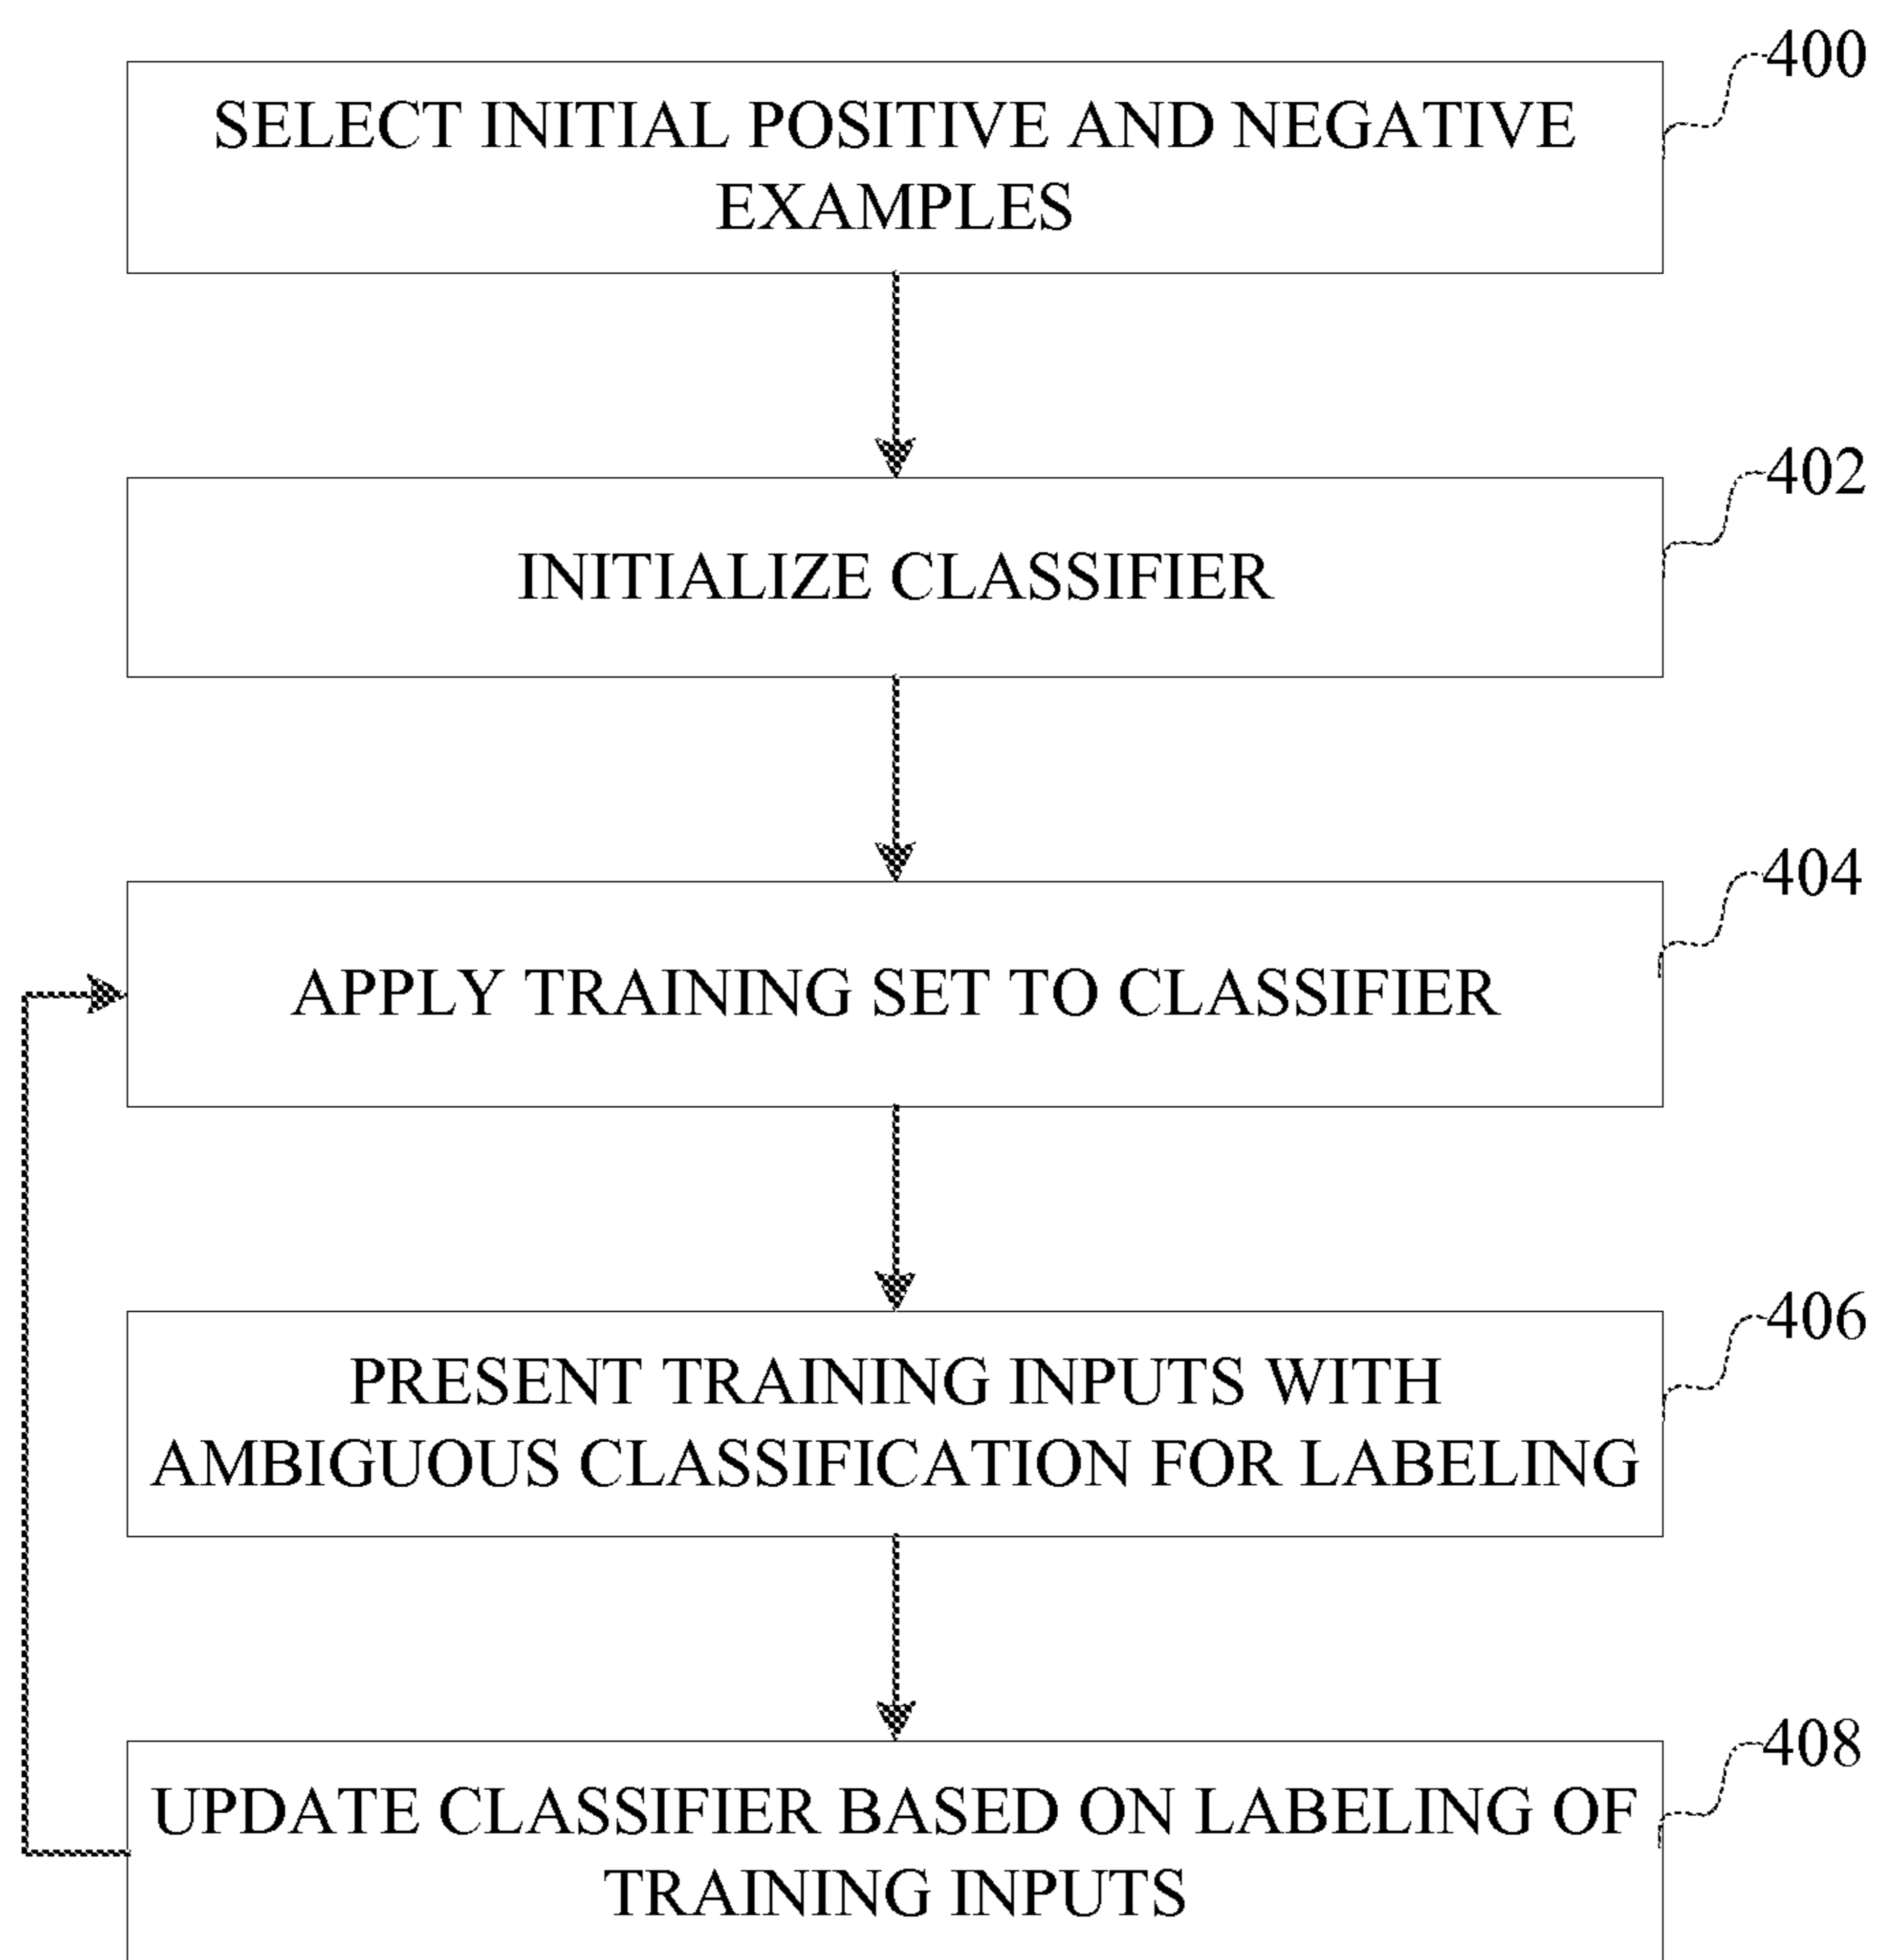 400
SELECT INITIAL POSITIVE AND NEGATIVE
EXAMPLES
402
INITIALIZE CLASSIFIER
404
APPLY TRAINING SET TO CLASSIFIER
406
PRESENT TRAINING INPUTS WITH
AMBIGUOUS CLASSIFICATION FOR LABELING
408
UPDATE CLASSIFIER BASED ON LABELING OF
TRAINING INPUTS